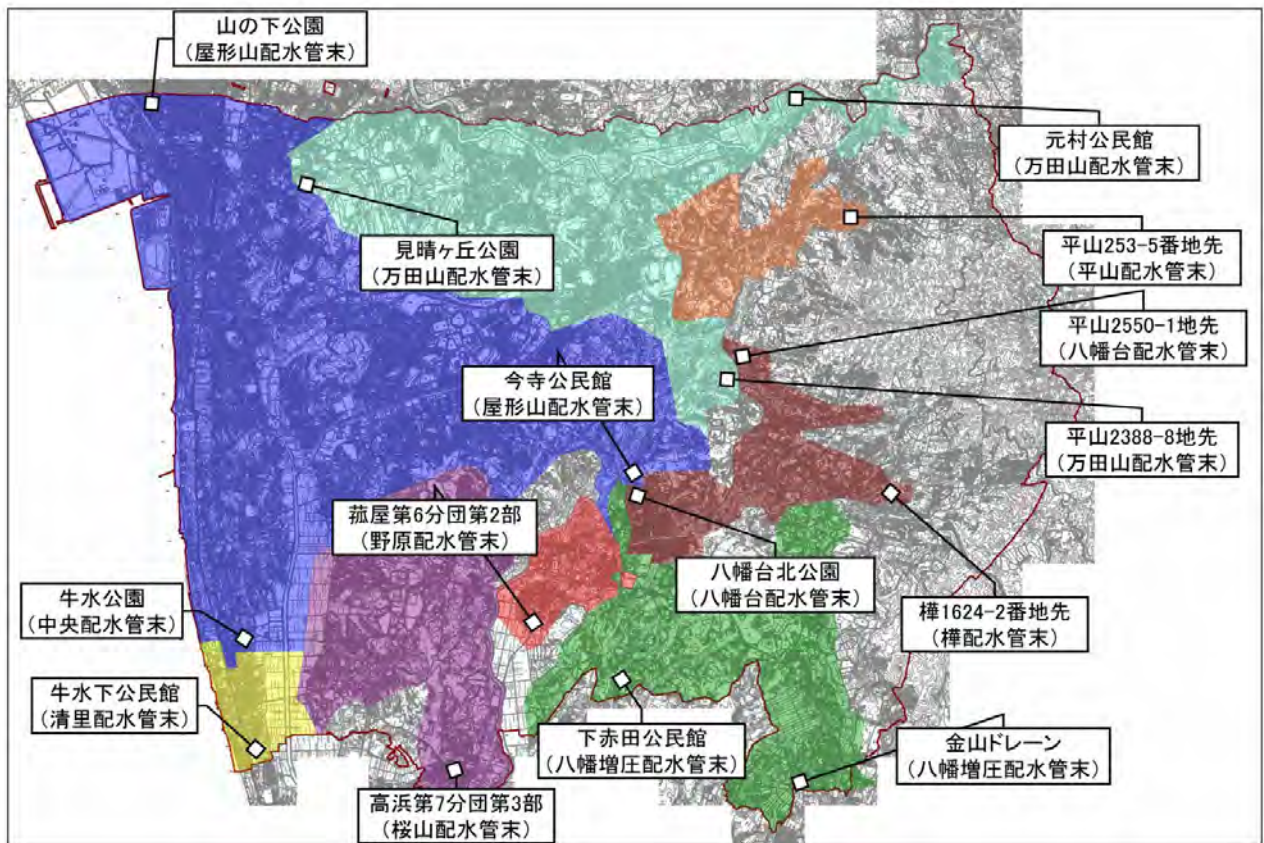 山の下公園
(屋形山配水管末)
元村公民館
(万田山配水管末)
見晴ヶ丘公園
(万田山配水管末)
平山253-5番地先
(平山配水管末)
平山2550-1地先
(八幡台配水管末)
今寺公民館
(屋形山配水管末)
平山2388-8地先
(万田山配水管末)
菰屋第6分団第2部
(野原配水管末)
八幡台北公園
(八幡台配水管末)
樺1624-2番地先
(樺配水管末)
牛水公園
(中央配水管末)
牛水下公民館
(清里配水管末)
下赤田公民館
(八幡増圧配水管末)
金山ドレーン
(八幡増圧配水管末)
高浜第7分団第3部
(桜山配水管末)